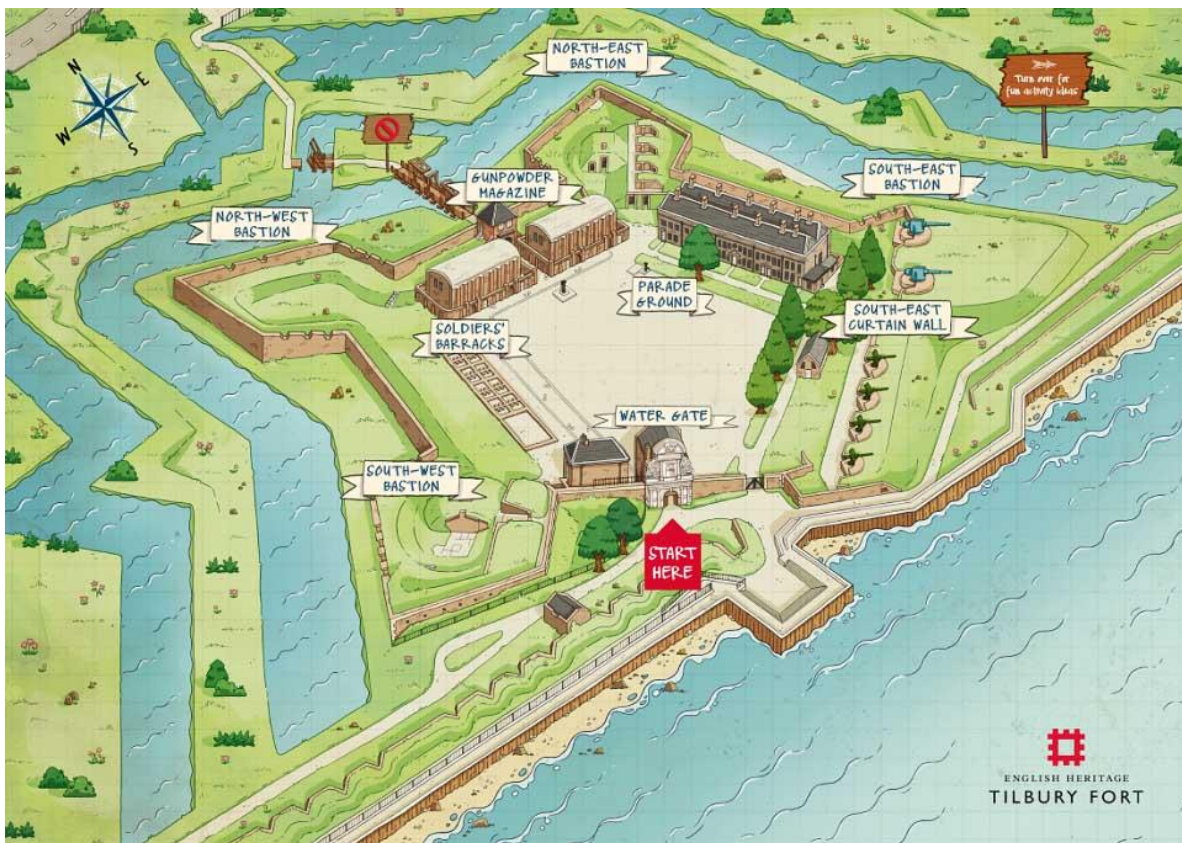 NORTH-EAST
BASTION
N
E
W
S
Turn over for
fun activity ideas
GUNPOWDER
MAGAZINE
SOUTH-EAST
BASTION
NORTH-WEST
BASTION
PARADE
GROUND
SOUTH-EAST
CURTAIN WALL
SOLDIERS'
BARRACKS
WATER GATE
SOUTH-WEST
BASTION
START
HERE
ENGLISH HERITAGE
TILBURY FORT